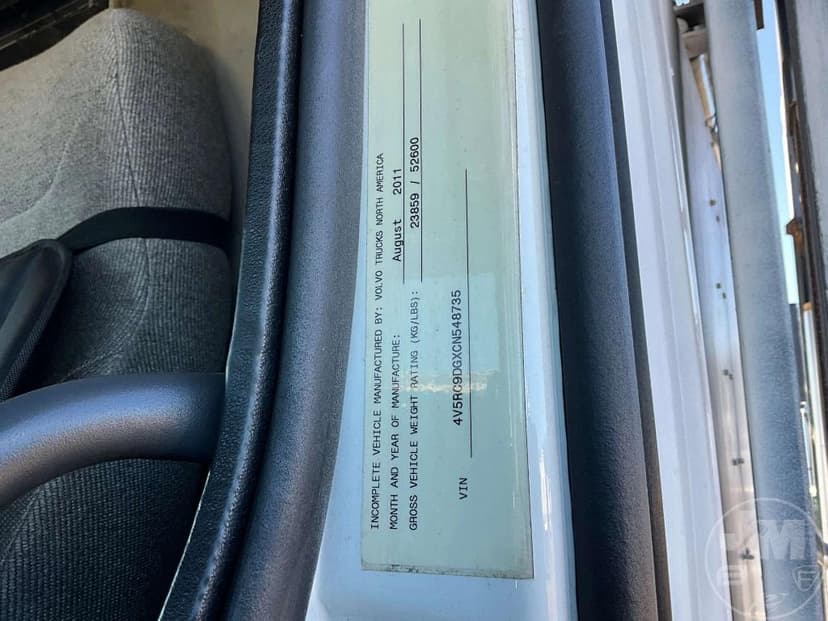 INCOMPLETE VEHICLE MANUFACTURED BY: VOLVO TRUCKS NORTH AMERICA
MONTH AND YEAR OF MANUFACTURE: August 2011
GROSS VEHICLE WEIGHT RATING (KG/LBS): 23859 / 52600
VIN 4V5RC9DGXCN548735